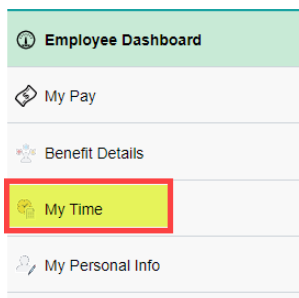 Employee Dashboard
My Pay
Benefit Details
My Time
My Personal Info